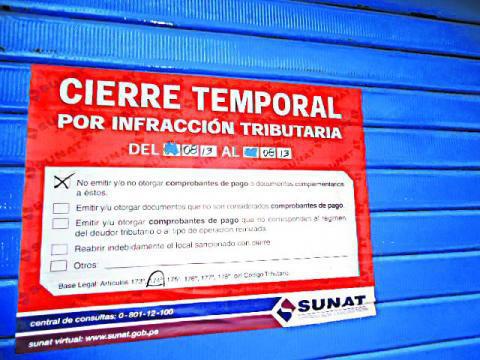 CIERRE TEMPORAL
POR INFRACCIÓN TRIBUTARIA
DEL 08 13 AL 08 13
X No emitir y/o no otorgar comprobantes de pago o documentos complementarios
a éstos.
Emitir y/u otorgar documentos que no son considerados comprobantes de pago.
Emitir y/u otorgar comprobantes de pago que no corresponden al régimen
del deudor tributario o al tipo de operación realizada.
Reabrir indebidamente el local sancionado con cierre
Otros:
Base Legal: Artículos 173° 174° 175°, 176°, 177°, 178°, del Código Tributario.
SUNAT
central de consultas: 0-801-12-100
sunat virtual: www.sunat.gob.pe